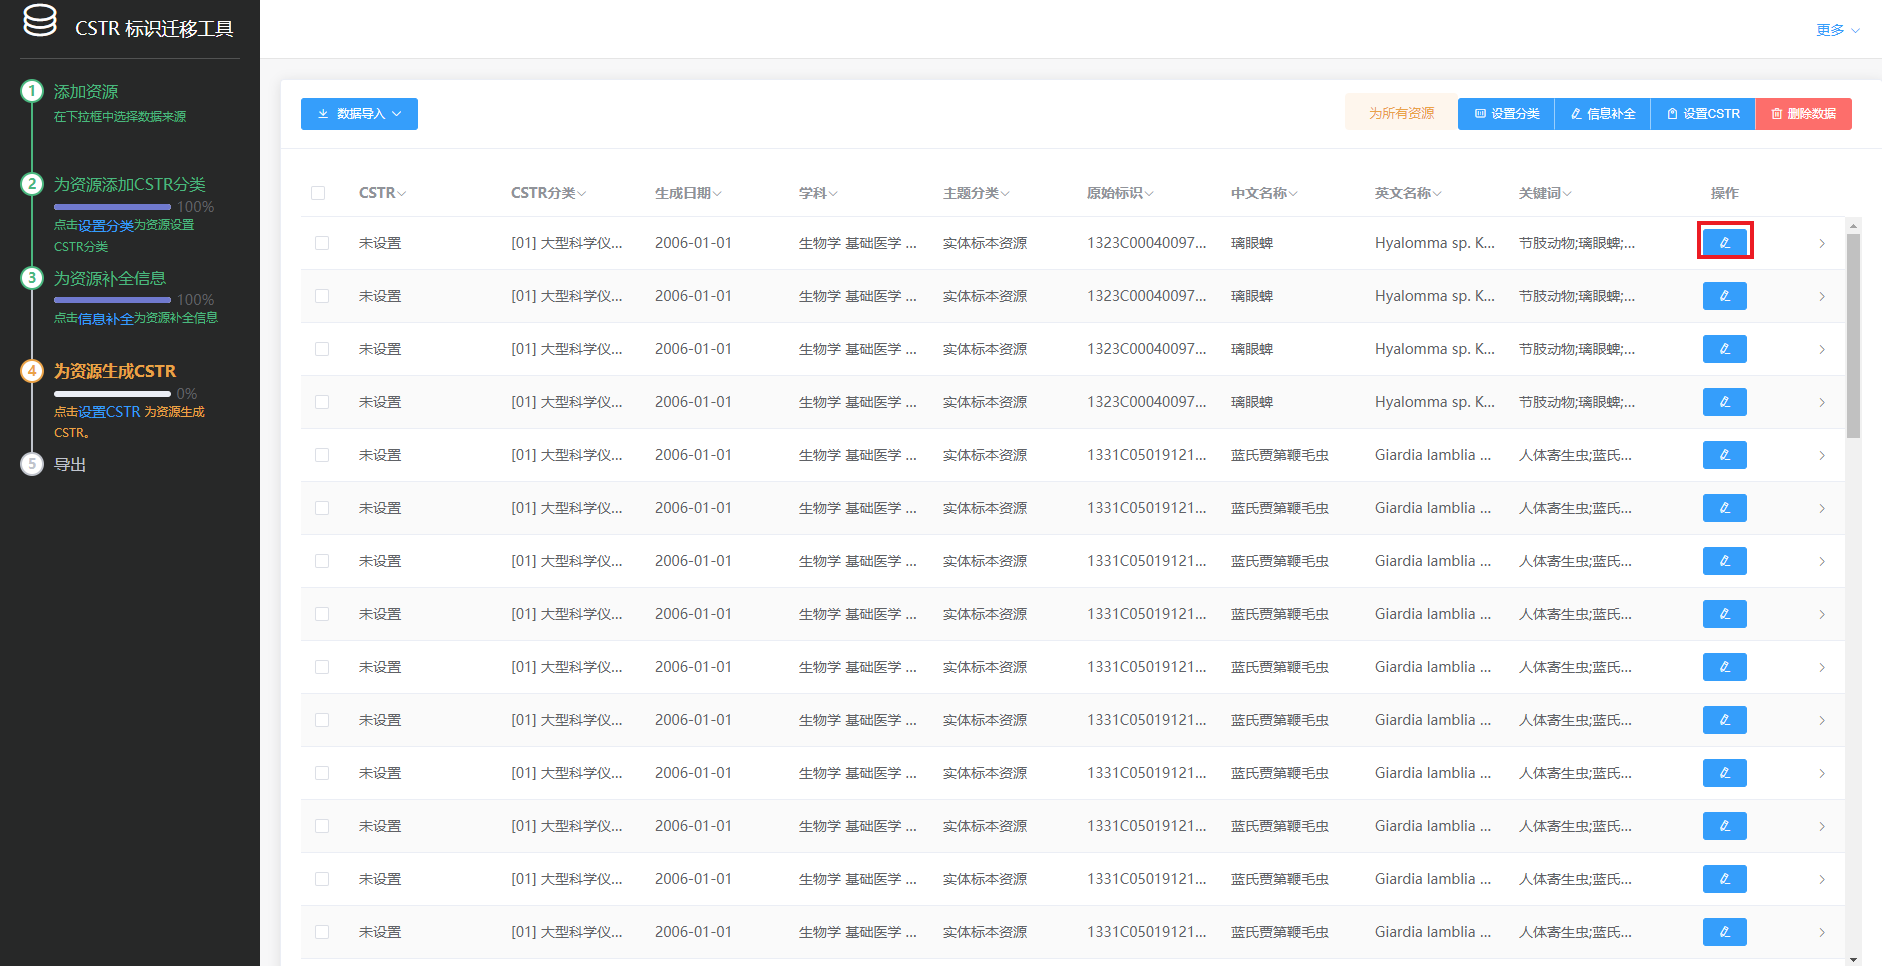 CSTR 标识迁移工具
更多
1 添加资源
在下拉框中选择数据来源
2 为资源添加CSTR分类
100%
点击设置分类为资源设置
CSTR分类
3 为资源补全信息
100%
点击信息补全为资源补全信息
4 为资源生成CSTR
0%
点击设置CSTR 为资源生成
CSTR。
5 导出
数据导入 为所有资源 设置分类 信息补全 设置CSTR 删除数据
CSTR CSTR分类 生成日期 学科 主题分类 原始标识 中文名称 英文名称 关键词 操作
未设置 [01] 大型科学仪... 2006-01-01 生物学 基础医学 ... 实体标本资源 1323C00040097... 璃眼蜱 Hyalomma sp. K... 节肢动物;璃眼蜱;...
未设置 [01] 大型科学仪... 2006-01-01 生物学 基础医学 ... 实体标本资源 1323C00040097... 璃眼蜱 Hyalomma sp. K... 节肢动物;璃眼蜱;...
未设置 [01] 大型科学仪... 2006-01-01 生物学 基础医学 ... 实体标本资源 1323C00040097... 璃眼蜱 Hyalomma sp. K... 节肢动物;璃眼蜱;...
未设置 [01] 大型科学仪... 2006-01-01 生物学 基础医学 ... 实体标本资源 1323C00040097... 璃眼蜱 Hyalomma sp. K... 节肢动物;璃眼蜱;...
未设置 [01] 大型科学仪... 2006-01-01 生物学 基础医学 ... 实体标本资源 1331C05019121... 蓝氏贾第鞭毛虫 Giardia lamblia ... 人体寄生虫;蓝氏...
未设置 [01] 大型科学仪... 2006-01-01 生物学 基础医学 ... 实体标本资源 1331C05019121... 蓝氏贾第鞭毛虫 Giardia lamblia ... 人体寄生虫;蓝氏...
未设置 [01] 大型科学仪... 2006-01-01 生物学 基础医学 ... 实体标本资源 1331C05019121... 蓝氏贾第鞭毛虫 Giardia lamblia ... 人体寄生虫;蓝氏...
未设置 [01] 大型科学仪... 2006-01-01 生物学 基础医学 ... 实体标本资源 1331C05019121... 蓝氏贾第鞭毛虫 Giardia lamblia ... 人体寄生虫;蓝氏...
未设置 [01] 大型科学仪... 2006-01-01 生物学 基础医学 ... 实体标本资源 1331C05019121... 蓝氏贾第鞭毛虫 Giardia lamblia ... 人体寄生虫;蓝氏...
未设置 [01] 大型科学仪... 2006-01-01 生物学 基础医学 ... 实体标本资源 1331C05019121... 蓝氏贾第鞭毛虫 Giardia lamblia ... 人体寄生虫;蓝氏...
未设置 [01] 大型科学仪... 2006-01-01 生物学 基础医学 ... 实体标本资源 1331C05019121... 蓝氏贾第鞭毛虫 Giardia lamblia ... 人体寄生虫;蓝氏...
未设置 [01] 大型科学仪... 2006-01-01 生物学 基础医学 ... 实体标本资源 1331C05019121... 蓝氏贾第鞭毛虫 Giardia lamblia ... 人体寄生虫;蓝氏...
未设置 [01] 大型科学仪... 2006-01-01 生物学 基础医学 ... 实体标本资源 1331C05019121... 蓝氏贾第鞭毛虫 Giardia lamblia ... 人体寄生虫;蓝氏...
未设置 [01] 大型科学仪... 2006-01-01 生物学 基础医学 ... 实体标本资源 1331C05019121... 蓝氏贾第鞭毛虫 Giardia lamblia ... 人体寄生虫;蓝氏...